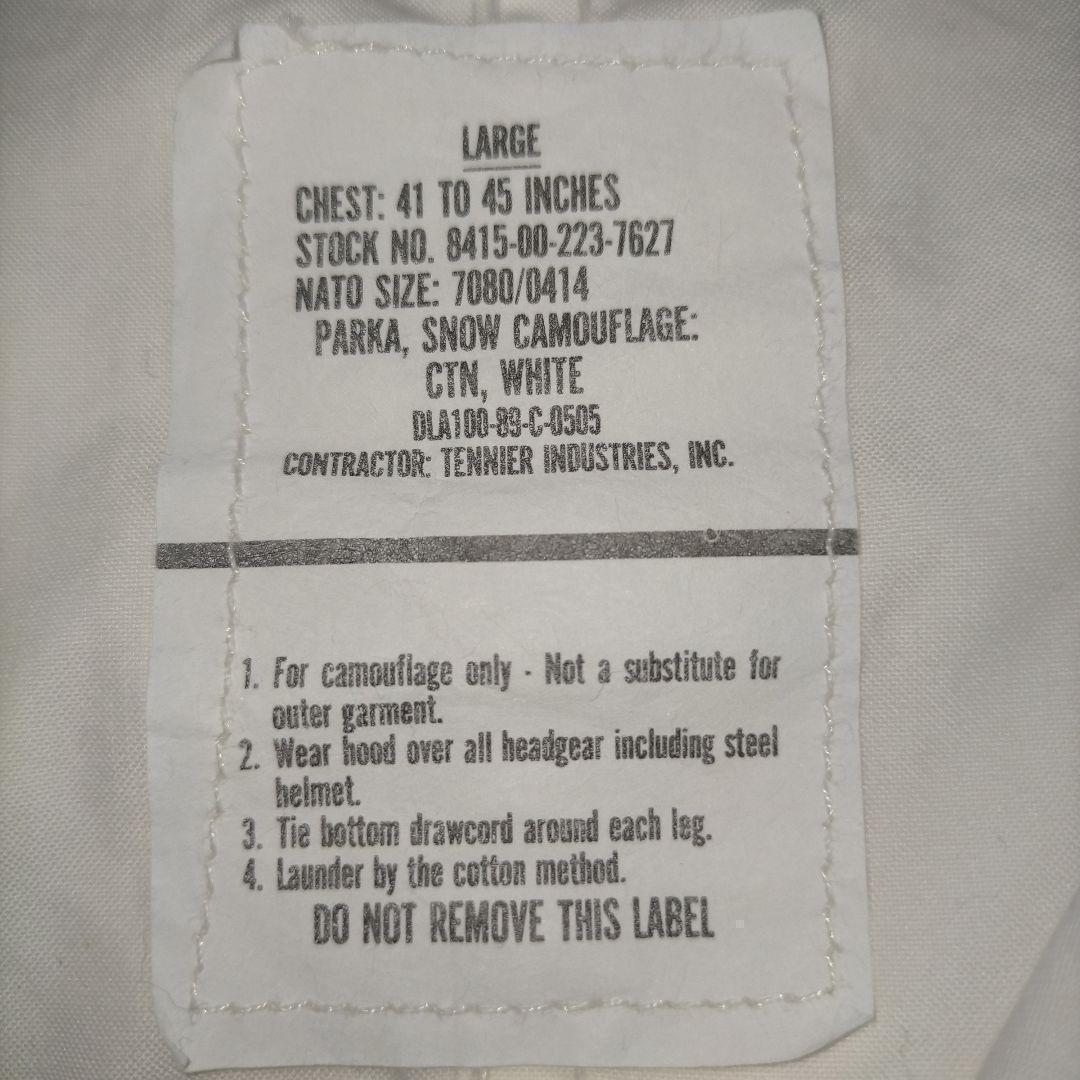 LARGE
CHEST: 41 TO 45 INCHES
STOCK NO. 8415-00-223-7627
NATO SIZE: 7080/0414
PARKA, SNOW CAMOUFLAGE:
CTN, WHITE
DLA100-89-C-0505
CONTRACTOR: TENNIER INDUSTRIES, INC.
1. For camouflage only - Not a substitute for
outer garment.
2. Wear hood over all headgear including steel
helmet.
3. Tie bottom drawcord around each leg.
4. Launder by the cotton method.
DO NOT REMOVE THIS LABEL